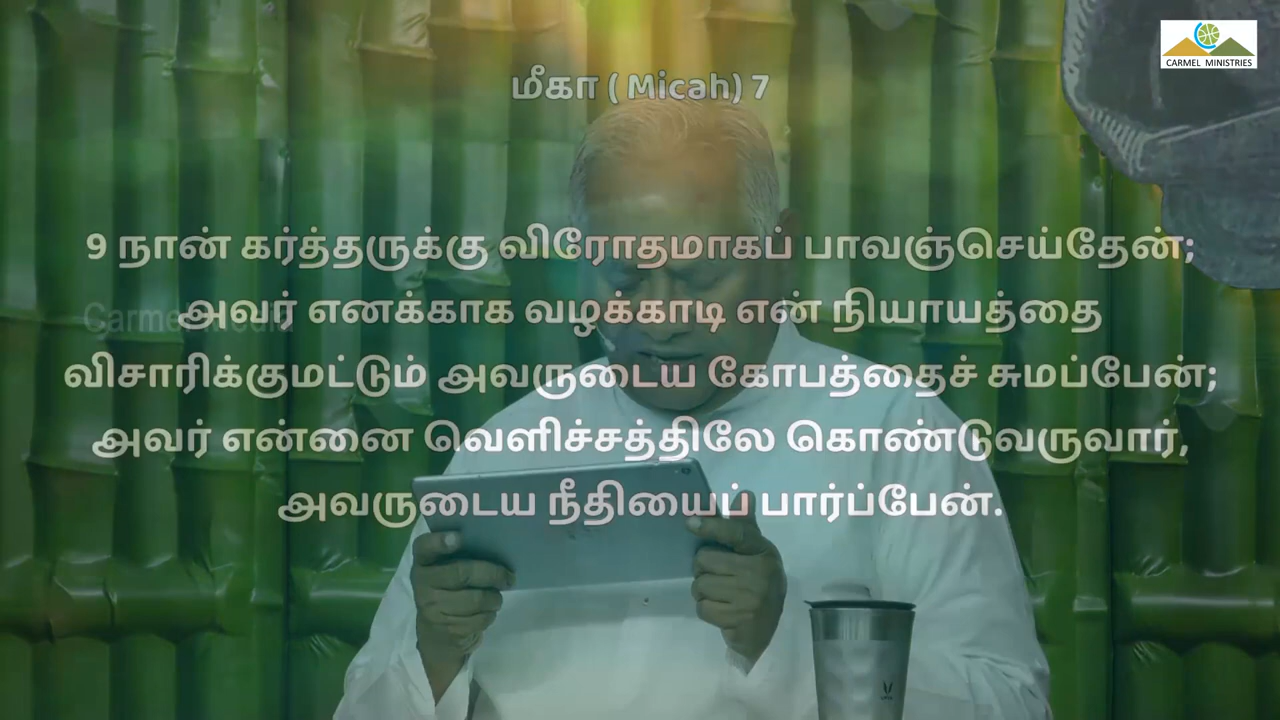 CARMEL MINISTRIES
மீகா ( Micah) 7
9 நான் கர்த்தருக்கு விரோதமாகப் பாவஞ்செய்தேன்;
அவர் எனக்காக வழக்காடி என் நியாயத்தை
விசாரிக்குமட்டும் அவருடைய கோபத்தைச் சுமப்பேன்;
அவர் என்னை வெளிச்சத்திலே கொண்டுவருவார்,
அவருடைய நீதியைப் பார்ப்பேன்.